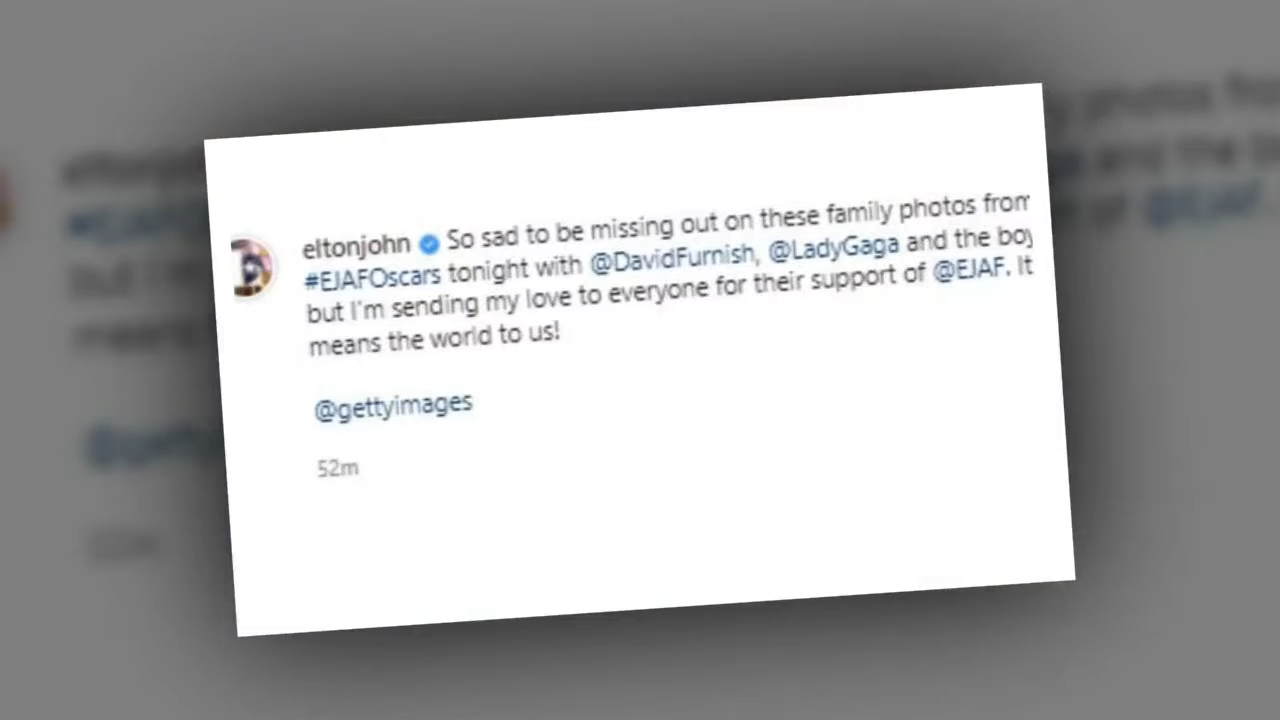 eltonjohn So sad to be missing out on these family photos from
#EJAFOscars tonight with @DavidFurnish, @LadyGaga and the boy
but I'm sending my love to everyone for their support of @EJAF. It
means the world to us!
@gettyimages
52m